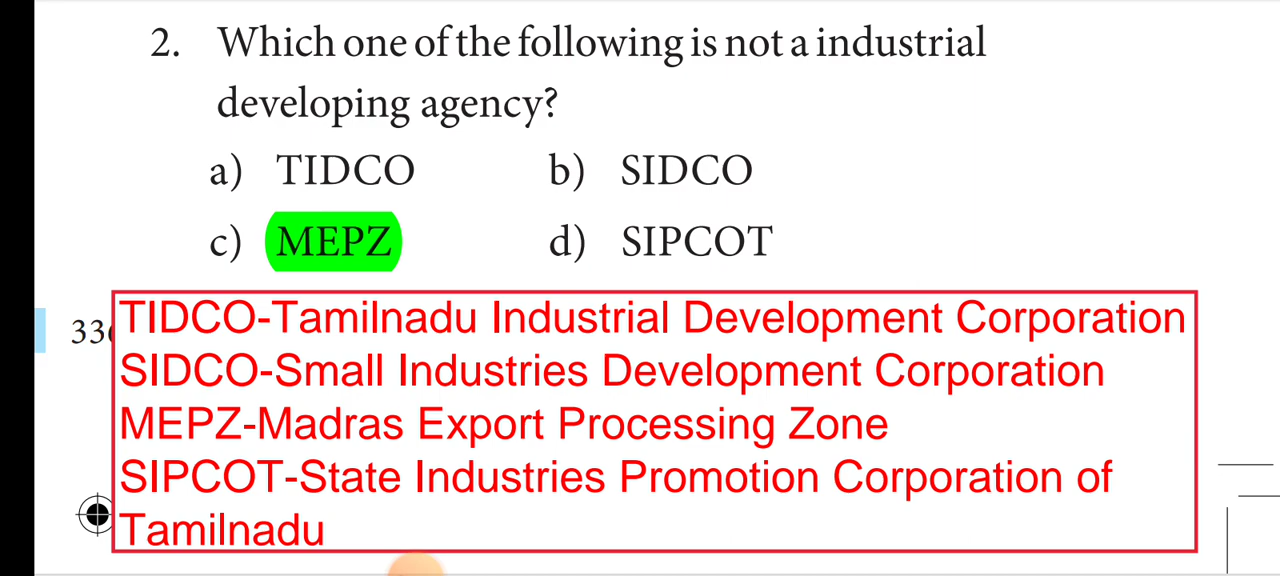 2. Which one of the following is not a industrial
developing agency?
a) TIDCO b) SIDCO
c) MEPZ d) SIPCOT
33
TIDCO-Tamilnadu Industrial Development Corporation
SIDCO-Small Industries Development Corporation
MEPZ-Madras Export Processing Zone
SIPCOT-State Industries Promotion Corporation of
Tamilnadu